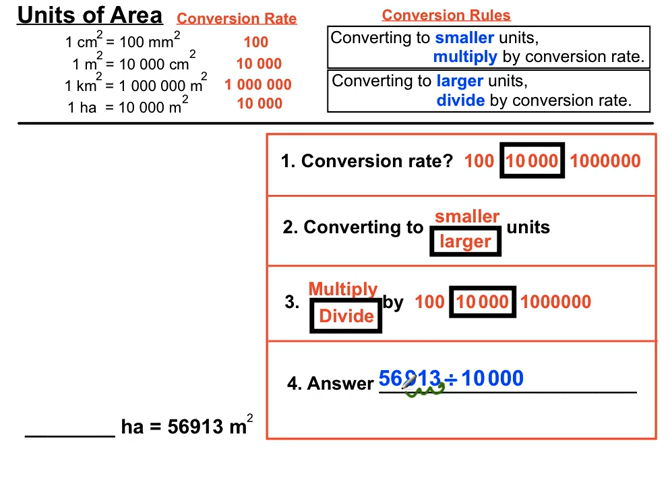 Units of Area Conversion Rate
Conversion Rules
1 cm² = 100 mm² 100
1 m² = 10 000 cm² 10 000
1 km² = 1 000 000 m² 1 000 000
1 ha = 10 000 m² 10 000
Converting to smaller units,
multiply by conversion rate.
Converting to larger units,
divide by conversion rate.
1. Conversion rate? 100 10 000 1000000
2. Converting to smaller larger units
3. Multiply Divide by 100 10 000 1000000
4. Answer 56913 ÷ 10 000
________ ha = 56913 m²